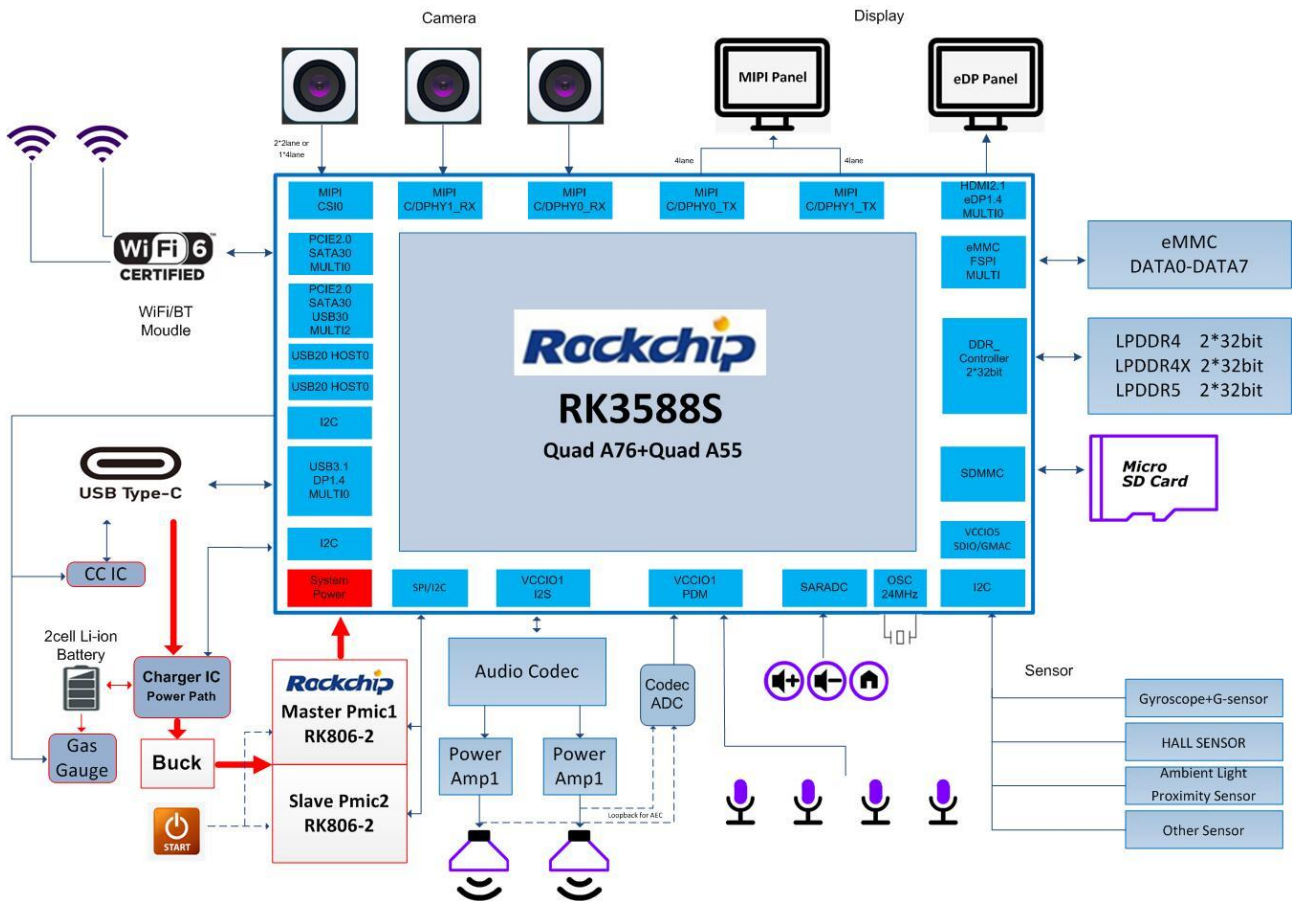 Camera
Display
MIPI Panel
eDP Panel
2*2lane or
1*4lane
4lane
4lane
MIPI
CSI0
MIPI
C/DPHY1_RX
MIPI
C/DPHY0_RX
MIPI
C/DPHY0_TX
MIPI
C/DPHY1_TX
HDMI2.1
eDP1.4
MULTI0
WiFi 6™
CERTIFIED
WiFi/BT
Moudle
PCIE2.0
SATA30
MULTI0
PCIE2.0
SATA30
USB30
MULTI2
USB20 HOST0
USB20 HOST0
I2C
USB3.1
DP1.4
MULTI0
I2C
System
Power
Rockchip
RK3588S
Quad A76+Quad A55
eMMC
FSPI
MULTI
DDR_
Controller
2*32bit
SDMMC
VCCIO5
SDIO/GMAC
eMMC
DATA0-DATA7
LPDDR4 2*32bit
LPDDR4X 2*32bit
LPDDR5 2*32bit
Micro
SD Card
USB Type-C
CC IC
SPI/I2C
VCCIO1
I2S
VCCIO1
PDM
SARADC
OSC
24MHz
I2C
2cell Li-ion
Battery
Charger IC
Power Path
Gas
Gauge
Buck
START
Rockchip
Master Pmic1
RK806-2
Slave Pmic2
RK806-2
Audio Codec
Codec
ADC
Power
Amp1
Power
Amp1
Loopback for AEC
Sensor
Gyroscope+G-sensor
HALL SENSOR
Ambient Light
Proximity Sensor
Other Sensor